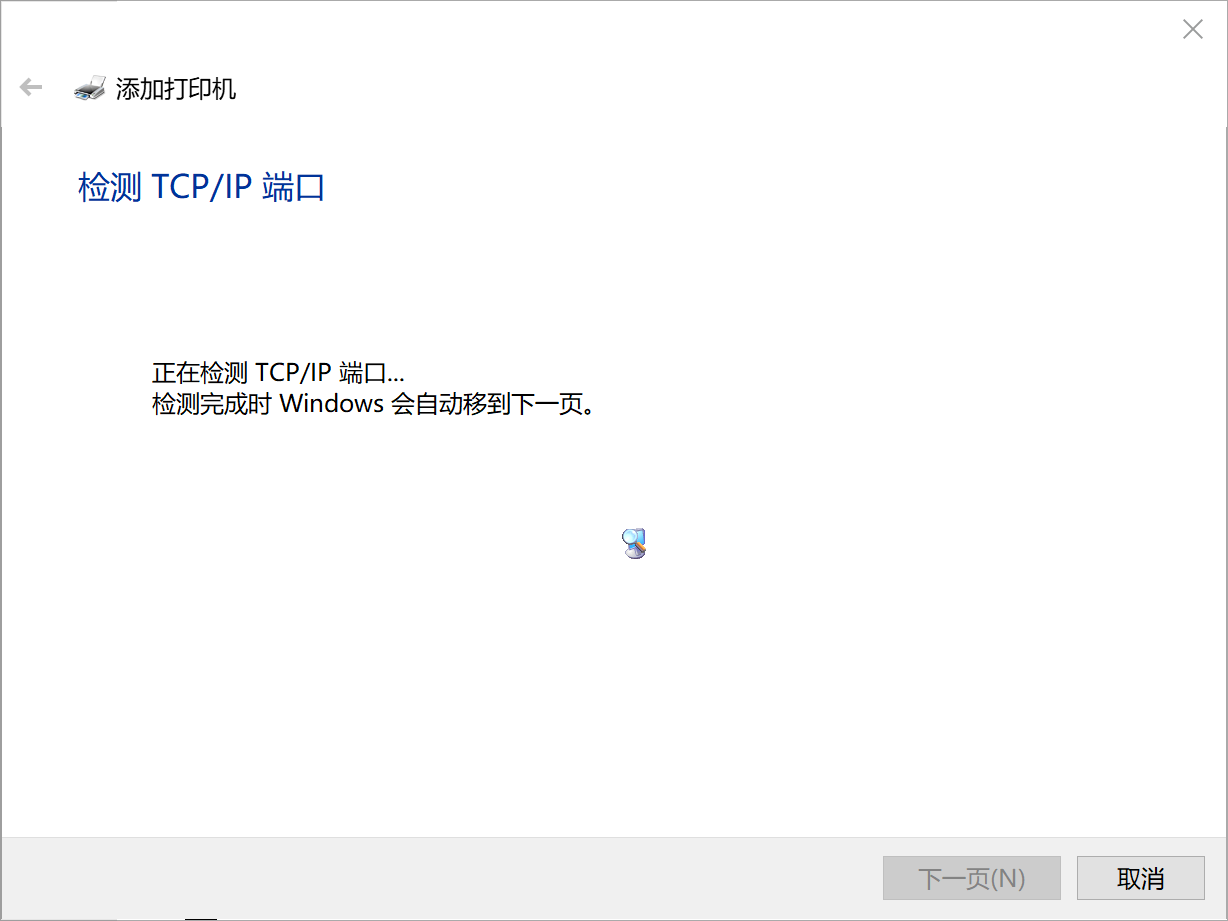 添加打印机
检测 TCP/IP 端口
正在检测 TCP/IP 端口...
检测完成时 Windows 会自动移到下一页。
下一页(N)
取消